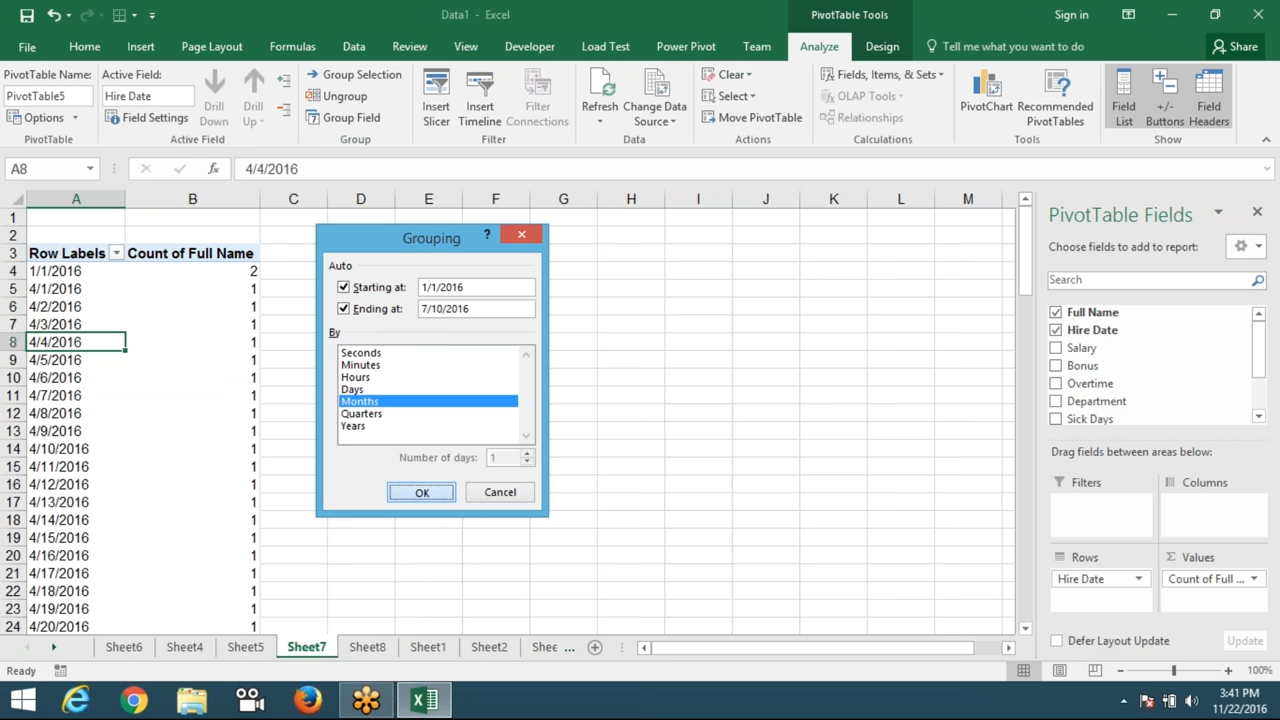 Data1 - Excel
PivotTable Tools
Sign in
File
Home
Insert
Page Layout
Formulas
Data
Review
View
Developer
Load Test
Power Pivot
Team
Analyze
Design
Tell me what you want to do
Share
PivotTable Name:
PivotTable5
Options
PivotTable
Active Field:
Hire Date
Field Settings
Drill
Down
Drill
Up
Active Field
Group Selection
Ungroup
Group Field
Group
Insert
Slicer
Insert
Timeline
Filter
Connections
Filter
Refresh
Change Data
Source
Data
Clear
Select
Move PivotTable
Actions
Fields, Items, & Sets
OLAP Tools
Relationships
Calculations
PivotChart
Recommended
PivotTables
Tools
Field
List
+/-
Buttons
Field
Headers
Show
A8
fx
4/4/2016
A B C D E F G H I J K L M
1
2
3 Row Labels Count of Full Name
4 1/1/2016 2
5 4/1/2016 1
6 4/2/2016 1
7 4/3/2016 1
8 4/4/2016 1
9 4/5/2016 1
10 4/6/2016 1
11 4/7/2016 1
12 4/8/2016 1
13 4/9/2016 1
14 4/10/2016 1
15 4/11/2016 1
16 4/12/2016 1
17 4/13/2016 1
18 4/14/2016 1
19 4/15/2016 1
20 4/16/2016 1
21 4/17/2016 1
22 4/18/2016 1
23 4/19/2016 1
24 4/20/2016 1
Grouping
?
Auto
Starting at: 1/1/2016
Ending at: 7/10/2016
By
Seconds
Minutes
Hours
Days
Months
Quarters
Years
Number of days: 1
OK
Cancel
PivotTable Fields
Choose fields to add to report:
Search
Full Name
Hire Date
Salary
Bonus
Overtime
Department
Sick Days
Drag fields between areas below:
Filters
Columns
Rows
Σ Values
Hire Date
Count of Full ...
Defer Layout Update
Update
Sheet6
Sheet4
Sheet5
Sheet7
Sheet8
Sheet1
Sheet2
Shee ...
Ready
100%
3:41 PM
11/22/2016